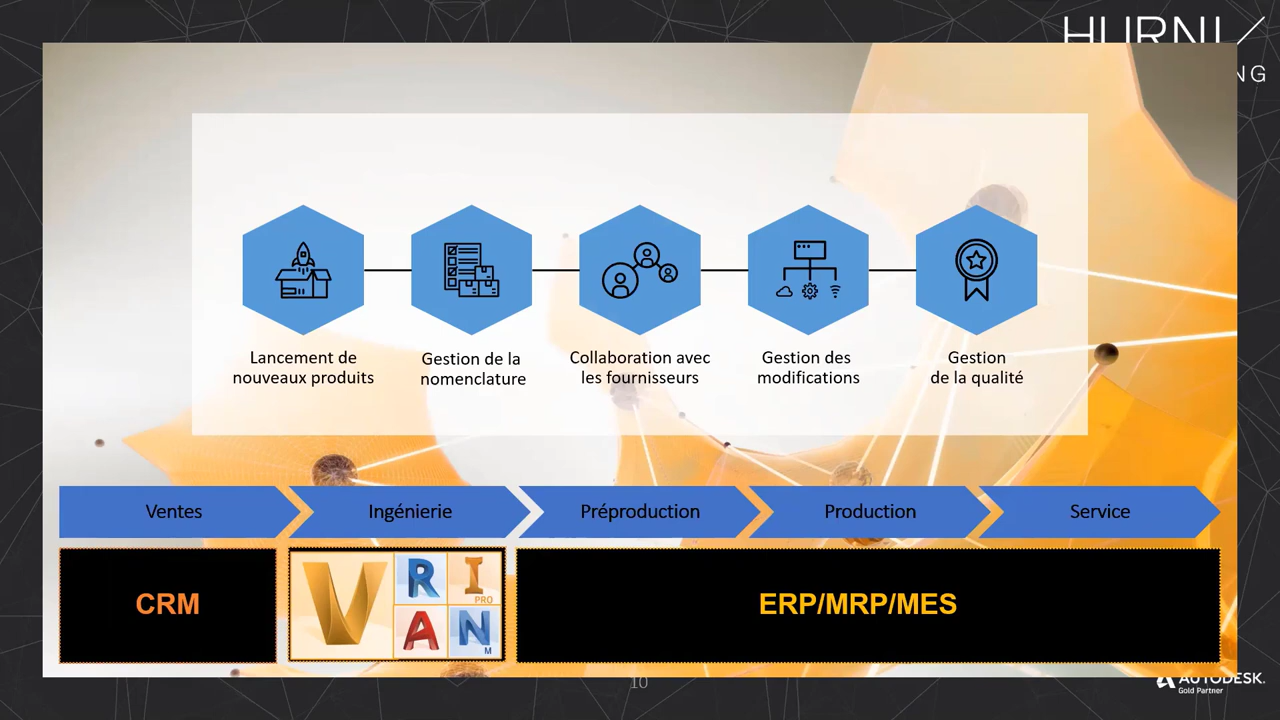 HURNI
NG
Lancement de
nouveaux produits
Gestion de la
nomenclature
Collaboration avec
les fournisseurs
Gestion des
modifications
Gestion
de la qualité
Ventes
Ingénierie
Préproduction
Production
Service
CRM
V
R
I
PRO
A
N
M
ERP/MRP/MES
10
AUTODESK.
Gold Partner